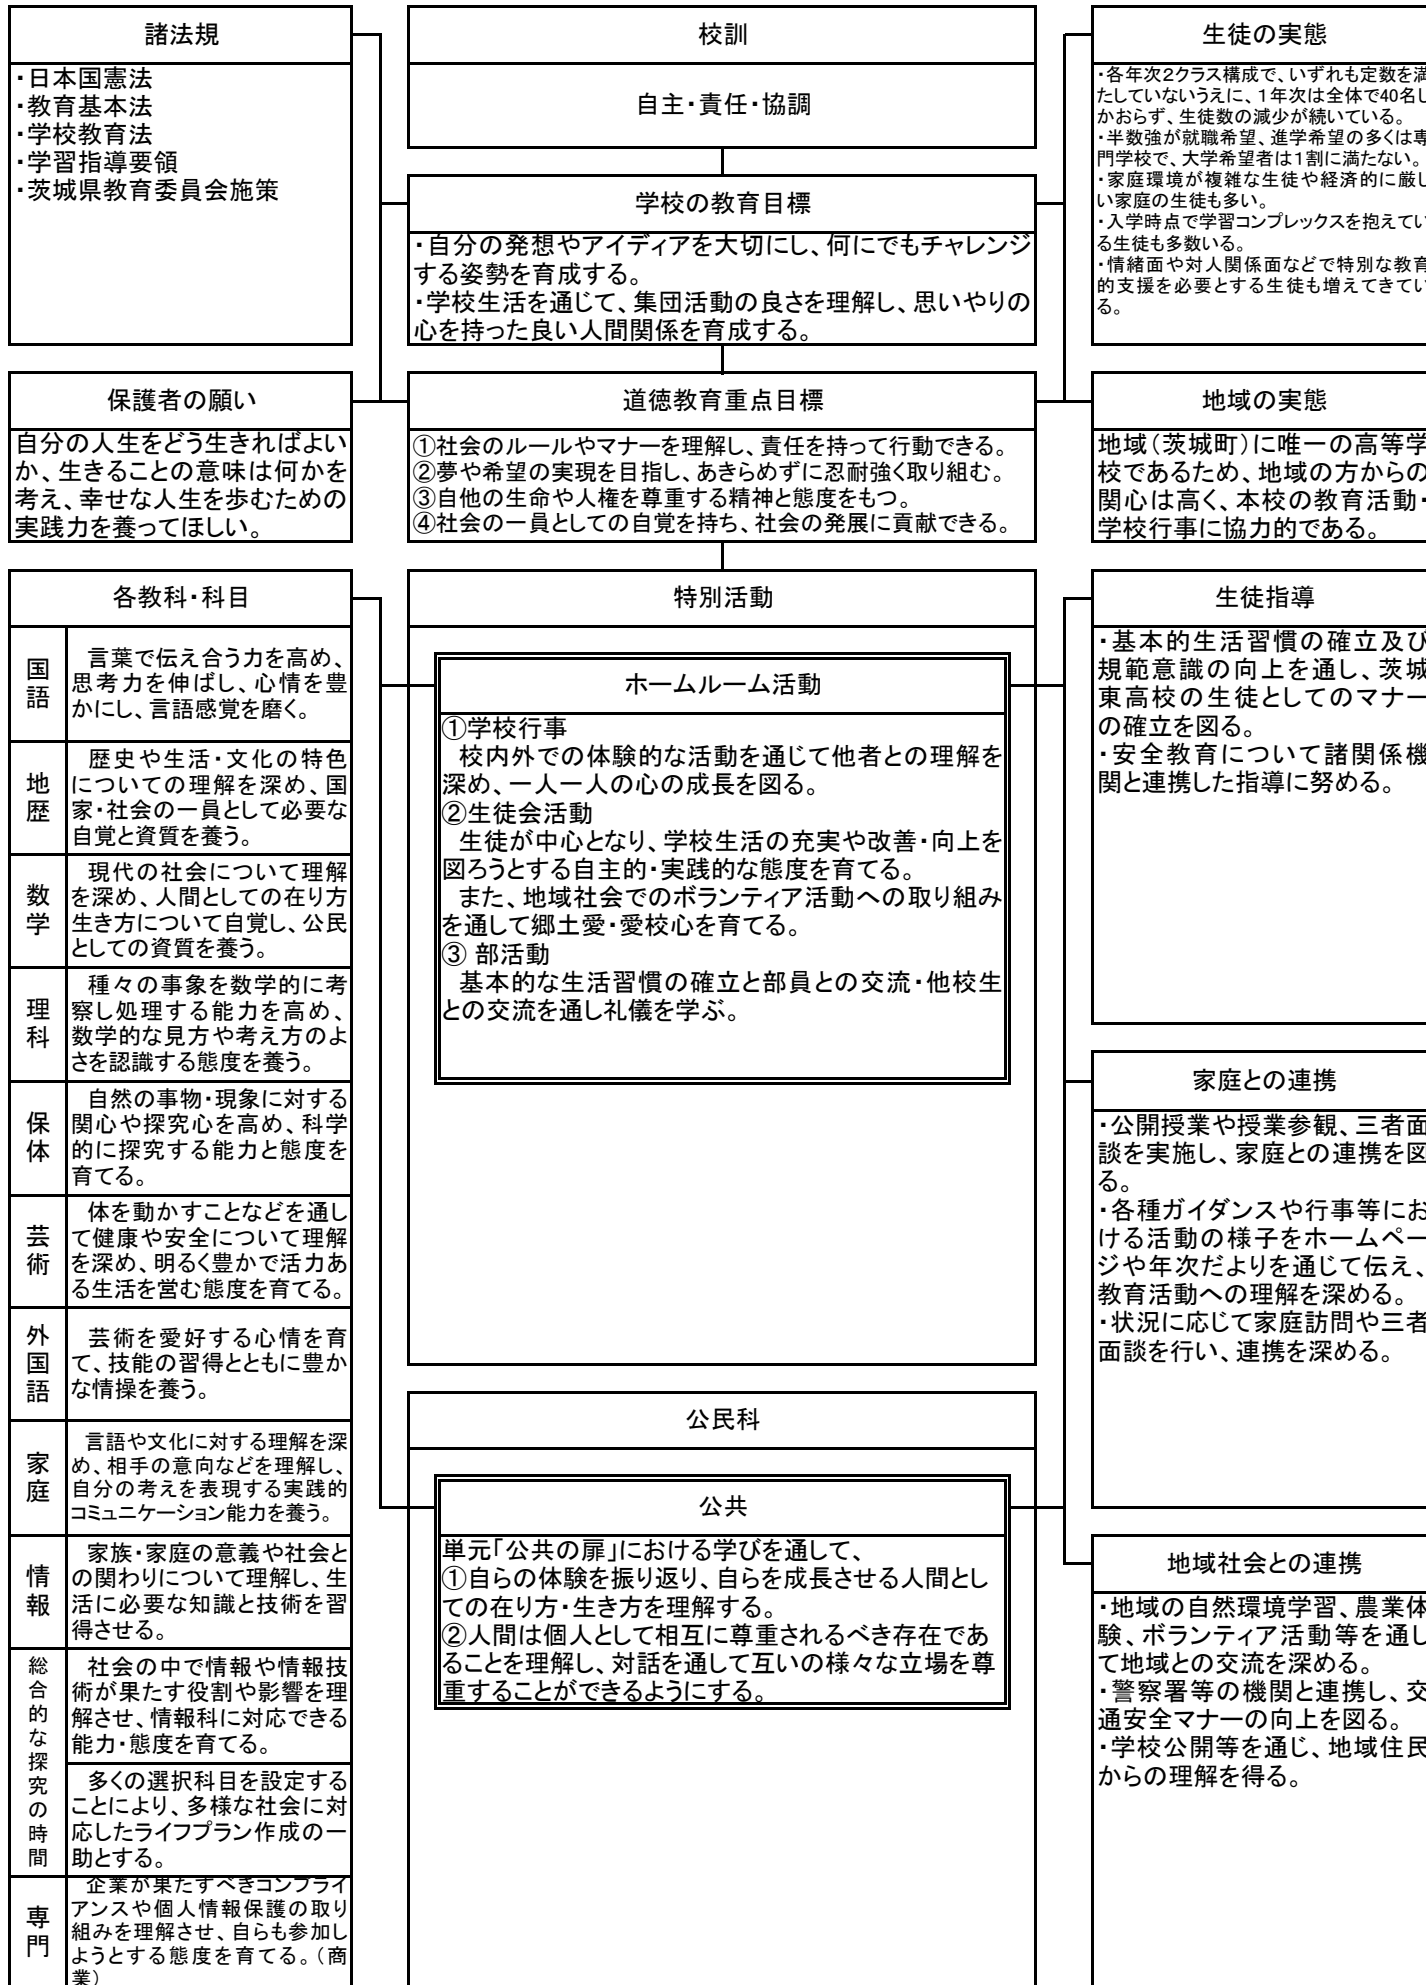 諸法規
・日本国憲法
・教育基本法
・学校教育法
・学習指導要領
・茨城県教育委員会施策
校訓
自主・責任・協調
学校の教育目標
・自分の発想やアイディアを大切にし、何にでもチャレンジ
する姿勢を育成する。
・学校生活を通じて、集団活動の良さを理解し、思いやりの
心を持った良い人間関係を育成する。
生徒の実態
・各年次2クラス構成で、いずれも定数を満
たしていないうえに、1年次は全体で40名し
かおらず、生徒数の減少が続いている。
・半数強が就職希望、進学希望の多くは専
門学校で、大学希望者は1割に満たない。
・家庭環境が複雑な生徒や経済的に厳し
い家庭の生徒も多い。
・入学時点で学習コンプレックスを抱えてい
る生徒も多数いる。
・情緒面や対人関係面などで特別な教育
的支援を必要とする生徒も増えてきてい
る。
保護者の願い
自分の人生をどう生きればよい
か、生きることの意味は何かを
考え、幸せな人生を歩むための
実践力を養ってほしい。
道徳教育重点目標
①社会のルールやマナーを理解し、責任を持って行動できる。
②夢や希望の実現を目指し、あきらめずに忍耐強く取り組む。
③自他の生命や人権を尊重する精神と態度をもつ。
④社会の一員としての自覚を持ち、社会の発展に貢献できる。
地域の実態
地域（茨城町）に唯一の高等学
校であるため、地域の方からの
関心は高く、本校の教育活動・
学校行事に協力的である。
各教科・科目
国語
言葉で伝え合う力を高め、
思考力を伸ばし、心情を豊
かにし、言語感覚を磨く。
地歴
歴史や生活・文化の特色
についての理解を深め、国
家・社会の一員として必要な
自覚と資質を養う。
数学
現代の社会について理解
を深め、人間としての在り方
生き方について自覚し、公民
としての資質を養う。
理科
種々の事象を数学的に考
察し処理する能力を高め、
数学的な見方や考え方のよ
さを認識する態度を養う。
保体
自然の事物・現象に対する
関心や探究心を高め、科学
的に探究する能力と態度を
育てる。
芸術
体を動かすことなどを通し
て健康や安全について理解
を深め、明るく豊かで活力あ
る生活を営む態度を育てる。
外国語
芸術を愛好する心情を育
て、技能の習得とともに豊か
な情操を養う。
家庭
言語や文化に対する理解を深
め、相手の意向などを理解し、
自分の考えを表現する実践的
コミュニケーション能力を養う。
情報
家族・家庭の意義や社会と
の関わりについて理解し、生
活に必要な知識と技術を習
得させる。
総合的な探究の時間
社会の中で情報や情報技
術が果たす役割や影響を理
解させ、情報科に対応できる
能力・態度を育てる。
多くの選択科目を設定する
ことにより、多様な社会に対
応したライフプラン作成の一
助とする。
専門
企業が果たすべきコンプライ
アンスや個人情報保護の取り
組みを理解させ、自らも参加し
ようとする態度を育てる。（商
業）
特別活動
ホームルーム活動
①学校行事
校内外での体験的な活動を通じて他者との理解を
深め、一人一人の心の成長を図る。
②生徒会活動
生徒が中心となり、学校生活の充実や改善・向上を
図ろうとする自主的・実践的な態度を育てる。
また、地域社会でのボランティア活動への取り組み
を通して郷土愛・愛校心を育てる。
③ 部活動
基本的な生活習慣の確立と部員との交流・他校生
との交流を通し礼儀を学ぶ。
公民科
公共
単元「公共の扉」における学びを通して、
①自らの体験を振り返り、自らを成長させる人間とし
ての在り方・生き方を理解する。
②人間は個人として相互に尊重されるべき存在であ
ることを理解し、対話を通して互いの様々な立場を尊
重することができるようにする。
生徒指導
・基本的生活習慣の確立及び
規範意識の向上を通し、茨城
東高校の生徒としてのマナー
の確立を図る。
・安全教育について諸関係機
関と連携した指導に努める。
家庭との連携
・公開授業や授業参観、三者面
談を実施し、家庭との連携を図
る。
・各種ガイダンスや行事等にお
ける活動の様子をホームペー
ジや年次だよりを通じて伝え、
教育活動への理解を深める。
・状況に応じて家庭訪問や三者
面談を行い、連携を深める。
地域社会との連携
・地域の自然環境学習、農業体
験、ボランティア活動等を通し
て地域との交流を深める。
・警察署等の機関と連携し、交
通安全マナーの向上を図る。
・学校公開等を通じ、地域住民
からの理解を得る。